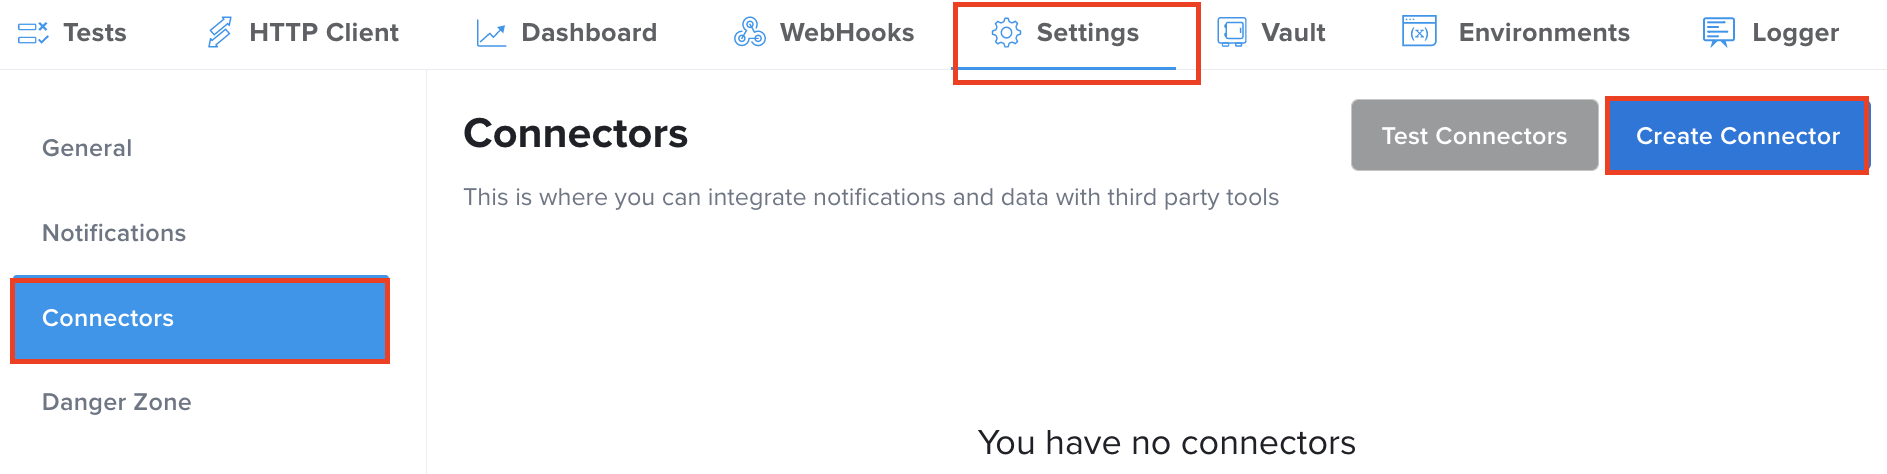 Tests HTTP Client Dashboard WebHooks Settings Vault (x) Environments Logger
General
Notifications
Connectors
Danger Zone
Connectors
Test Connectors Create Connector
This is where you can integrate notifications and data with third party tools
You have no connectors